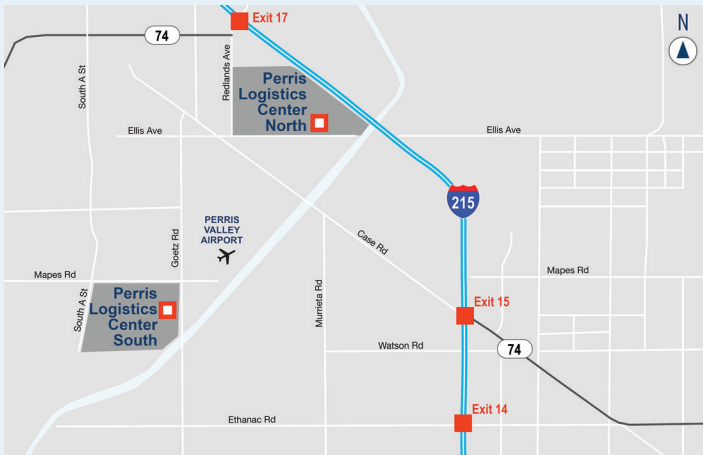 Exit 17
N
74
South A St
Redlands Ave
Perris
Logistics
Center
North
Ellis Ave
Ellis Ave
215
PERRIS
VALLEY
AIRPORT
Goetz Rd
Case Rd
Mapes Rd
Mapes Rd
Murrieta Rd
South A St
Perris
Logistics
Center
South
Exit 15
Watson Rd
74
Exit 14
Ethanac Rd